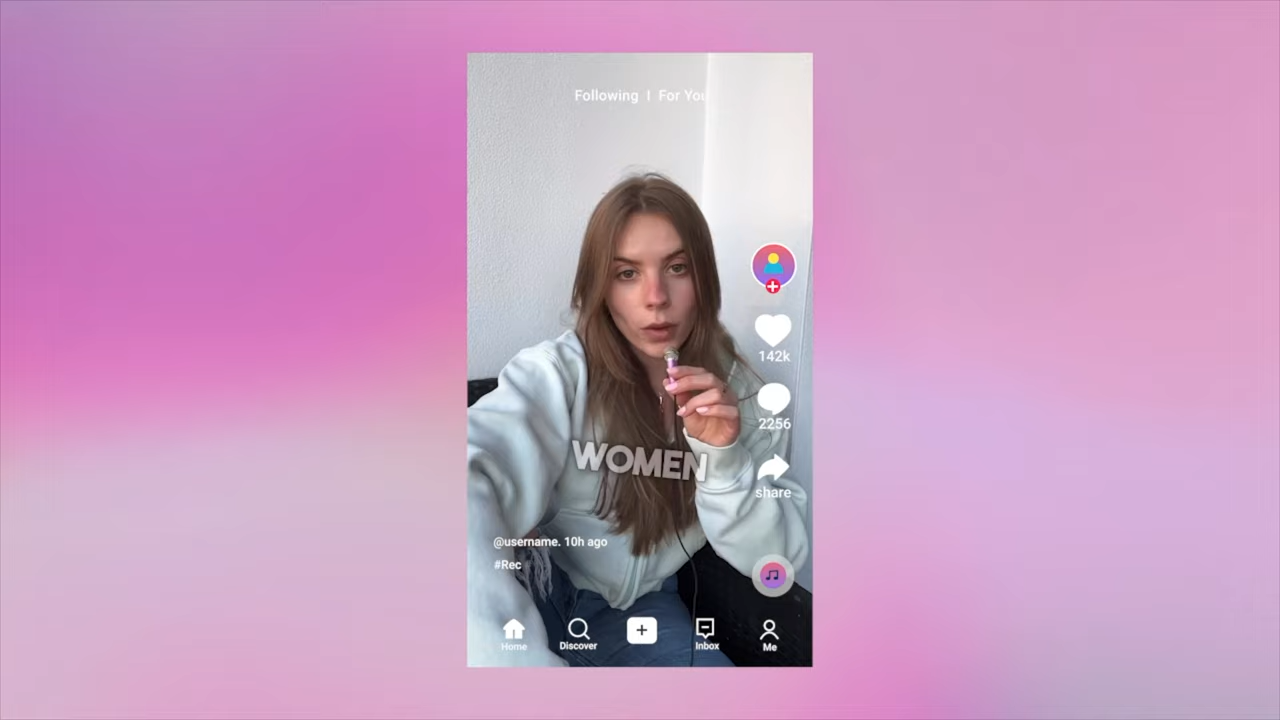 Following I For You
142k
2256
share
WOMEN
@username. 10h ago
#Rec
Home
Discover
Inbox
Me